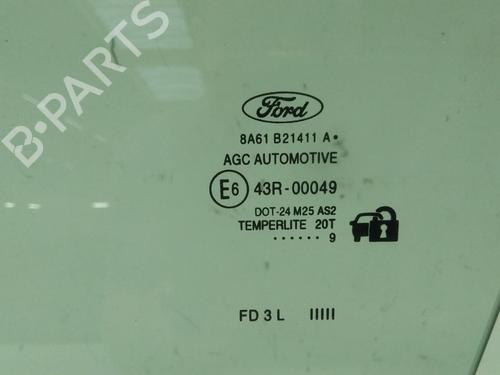 B-PARTS
Ford
8A61 B21411 A•
AGC AUTOMOTIVE
E6 43R-00049
DOT-24 M25 AS2
TEMPERLITE 20T
······ 9
FD 3 L IIIII